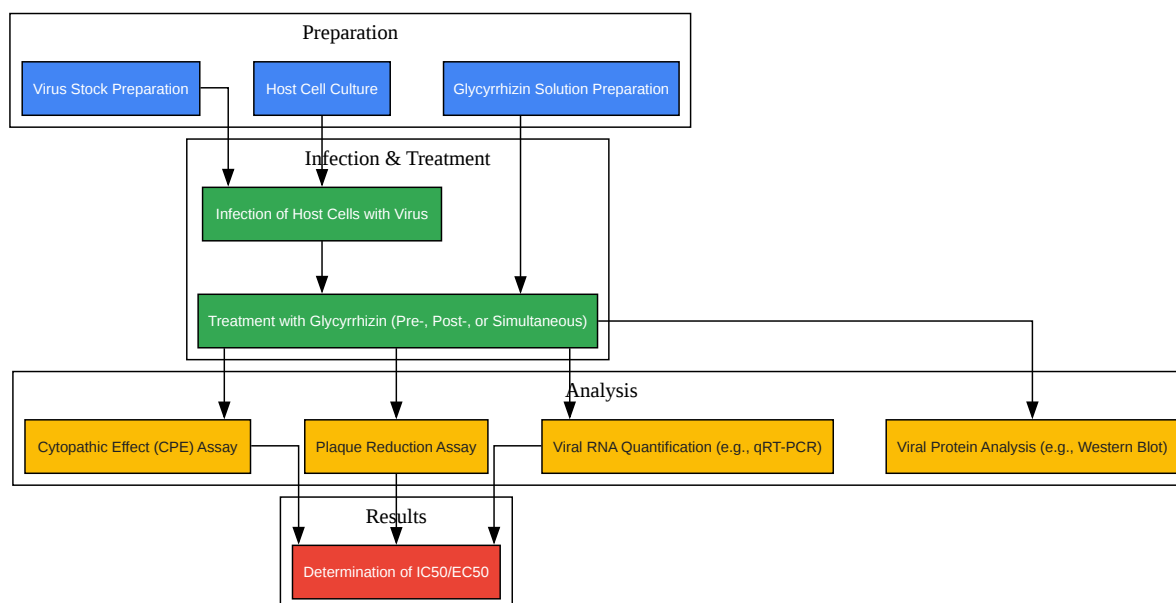 Preparation
Virus Stock Preparation
Host Cell Culture
Glycyrrhizin Solution Preparation
Infection & Treatment
Infection of Host Cells with Virus
Treatment with Glycyrrhizin (Pre-, Post-, or Simultaneous)
Analysis
Cytopathic Effect (CPE) Assay
Plaque Reduction Assay
Viral RNA Quantification (e.g., qRT-PCR)
Viral Protein Analysis (e.g., Western Blot)
Results
Determination of IC50/EC50